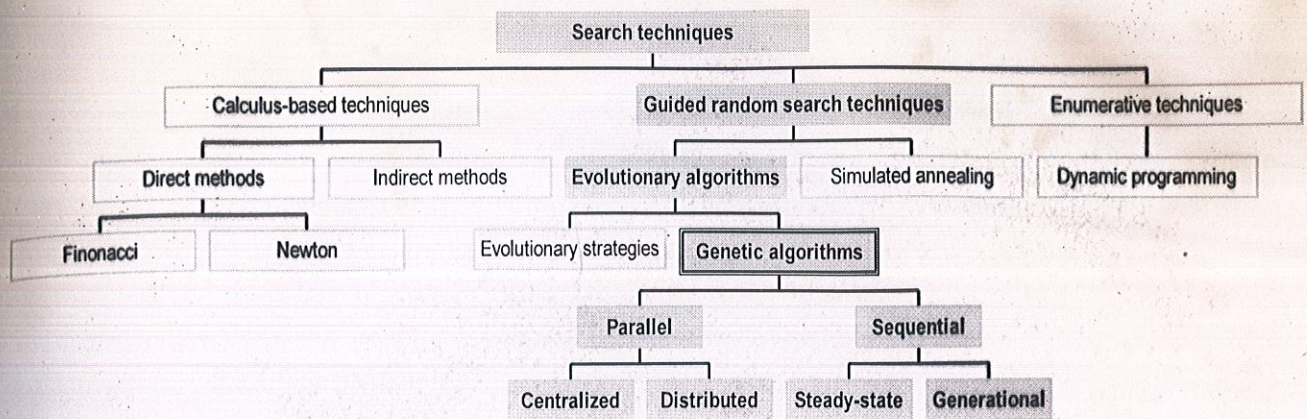 Search techniques
Calculus-based techniques
Guided random search techniques
Enumerative techniques
Direct methods
Indirect methods
Evolutionary algorithms
Simulated annealing
Dynamic programming
Finonacci
Newton
Evolutionary strategies
Genetic algorithms
Parallel
Sequential
Centralized
Distributed
Steady-state
Generational